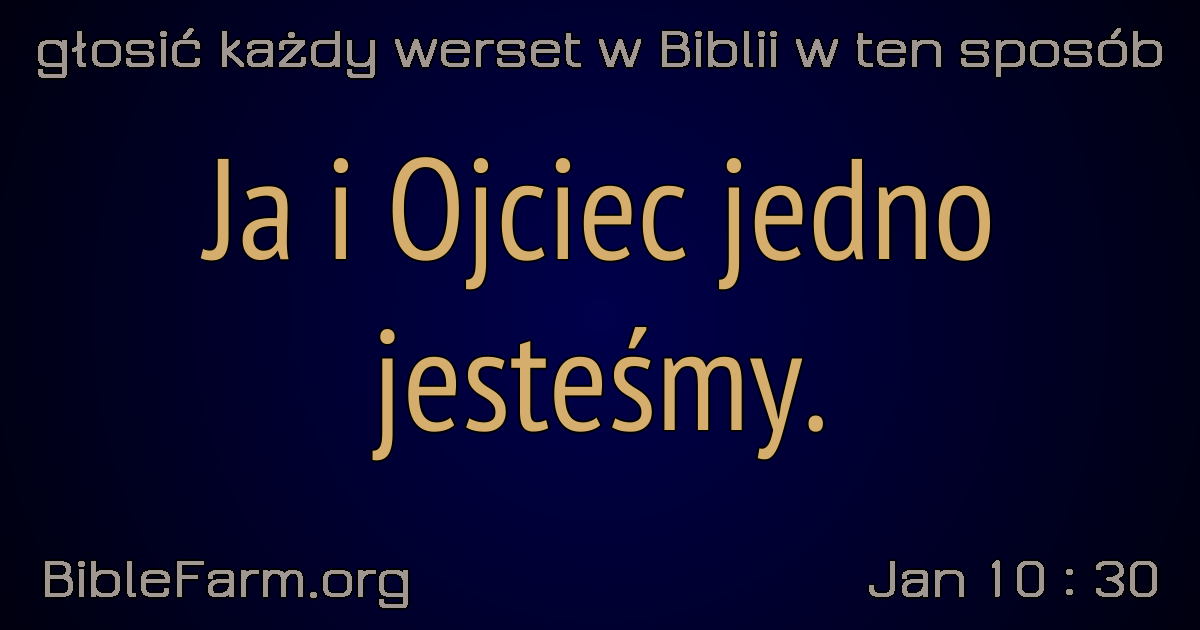 głosić każdy werset w Biblii w ten sposób
Ja i Ojciec jedno
jesteśmy.
BibleFarm.org
Jan 10 : 30